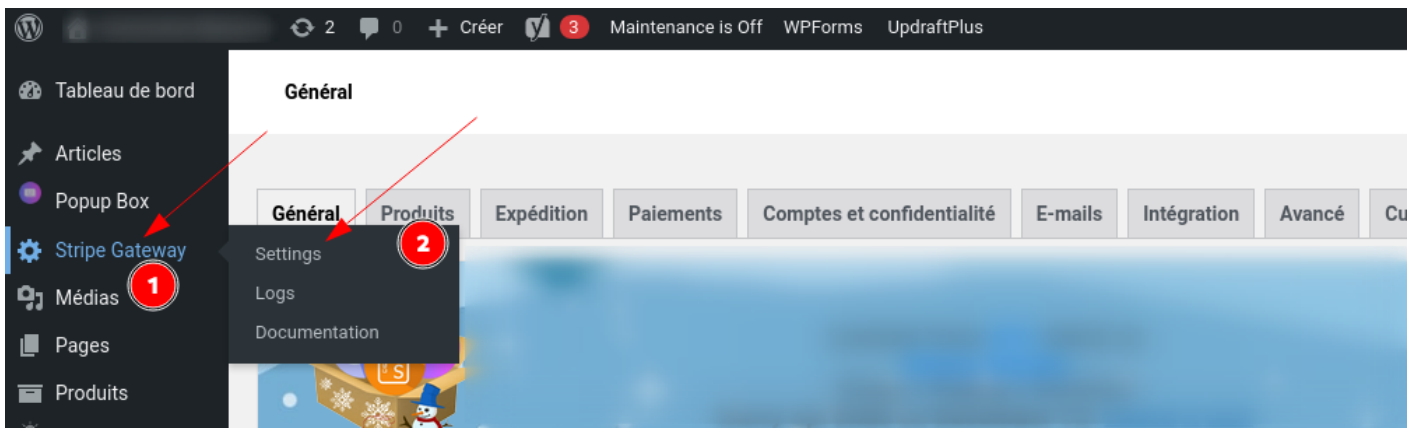 2 0 + Créer 3 Maintenance is Off WPForms UpdraftPlus
Tableau de bord
Général
Articles
Popup Box
Général Produits Expédition Paiements Comptes et confidentialité E-mails Intégration Avancé Cu
Stripe Gateway
Settings
2
1
Médias
Logs
Documentation
Pages
S
Produits